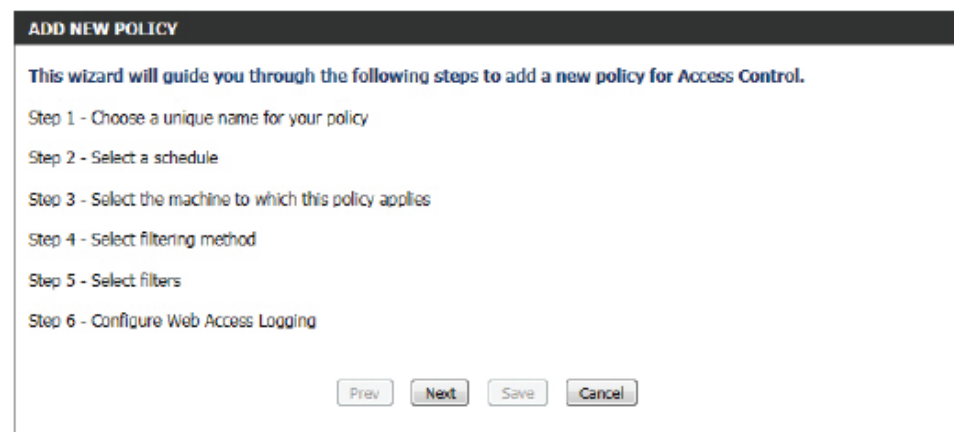 ADD NEW POLICY
This wizard will guide you through the following steps to add a new policy for Access Control.
Step 1 - Choose a unique name for your policy
Step 2 - Select a schedule
Step 3 - Select the machine to which this policy applies
Step 4 - Select filtering method
Step 5 - Select filters
Step 6 - Configure Web Access Logging
Prev Next Save Cancel